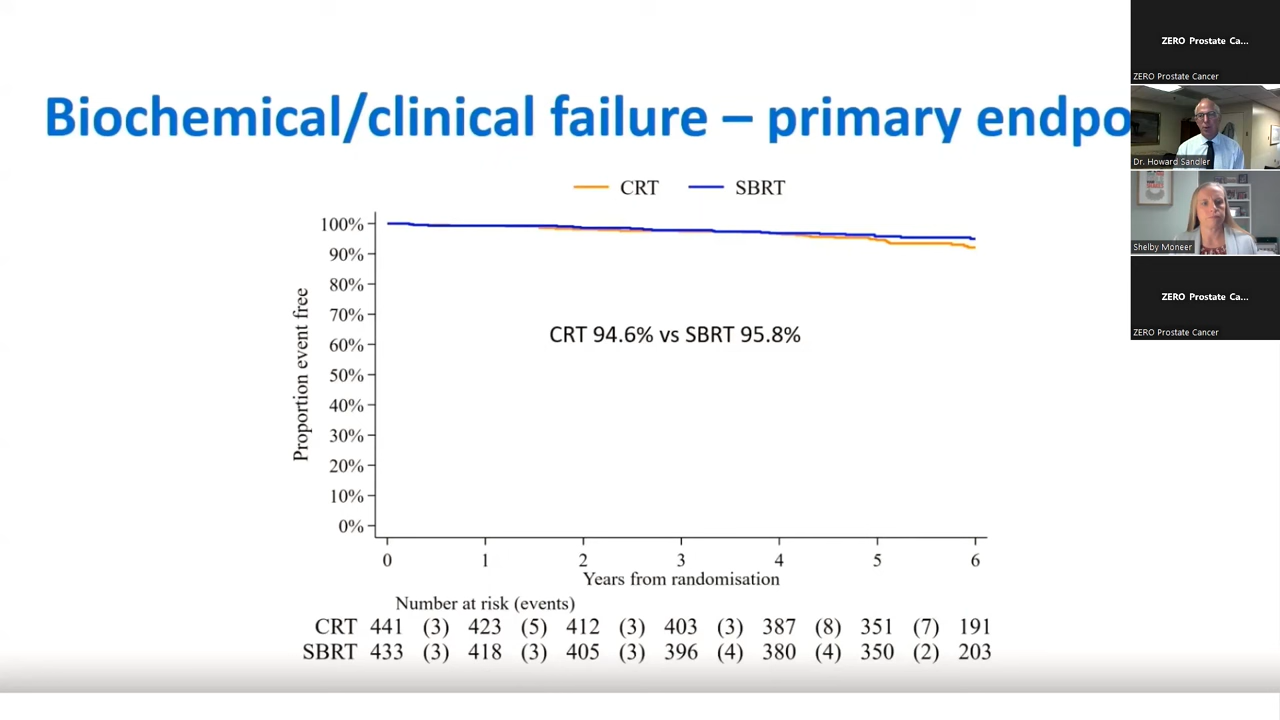 Biochemical/clinical failure – primary endpo
CRT SBRT
100%
90%
80%
70%
60%
50%
40%
30%
20%
10%
0%
Proportion event free
CRT 94.6% vs SBRT 95.8%
0 1 2 3 4 5 6
Years from randomisation
Number at risk (events)
CRT 441 (3) 423 (5) 412 (3) 403 (3) 387 (8) 351 (7) 191
SBRT 433 (3) 418 (3) 405 (3) 396 (4) 380 (4) 350 (2) 203
ZERO Prostate Ca...
ZERO Prostate Cancer
Dr. Howard Sandler
Shelby Moneer
ZERO Prostate Ca...
ZERO Prostate Cancer